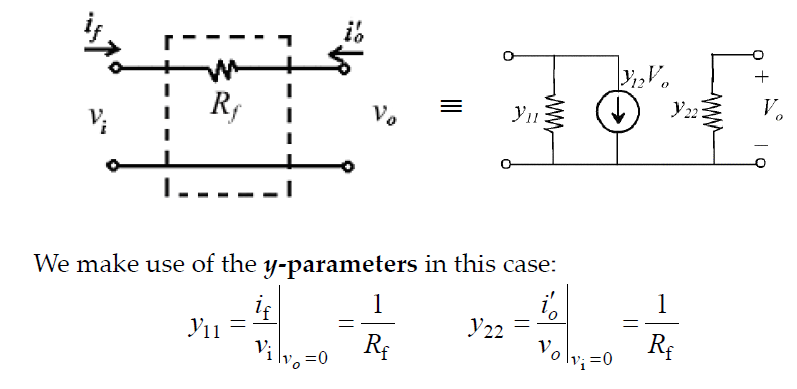 i_f i'_o y_12 V_o +
v_i R_f v_o ≡ y_11 y_22 V_o
−
We make use of the y-parameters in this case:
y_11 = i_f / v_i |_{v_o = 0} = 1 / R_f y_22 = i'_o / v_o |_{v_i = 0} = 1 / R_f